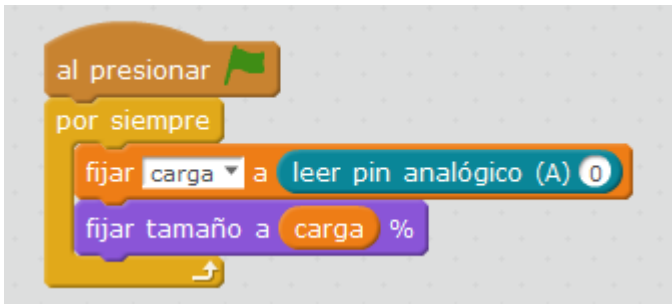 al presionar
por siempre
fijar carga a leer pin analógico (A) 0
fijar tamaño a carga %